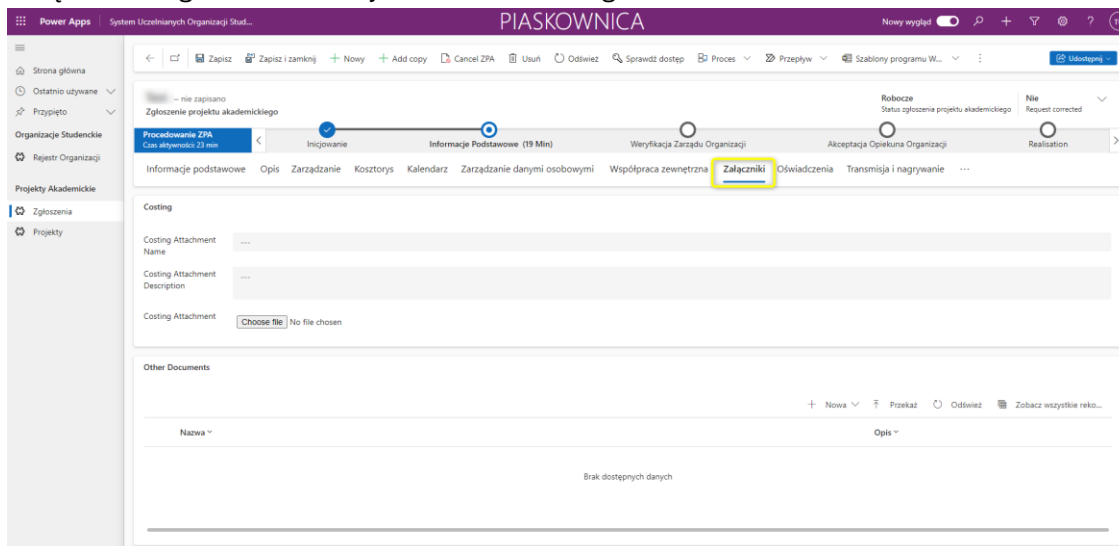 Power Apps System Uczelnianych Organizacji Stud... PIASKOWNICA Nowy wygląd
Zapisz Zapisz i zamknij Nowy Add copy Cancel ZPA Usuń Odśwież Sprawdź dostęp Proces Przepływ Szablony programu W... Udostępnij
Strona główna
Ostatnio używane
Przypięto
Organizacje Studenckie
Rejestr Organizacji
Projekty Akademickie
Zgłoszenia
Projekty
– nie zapisano
Zgłoszenie projektu akademickiego
Robocze
Status zgłoszenia projektu akademickiego
Nie
Request corrected
Procedowanie ZPA
Czas aktywności: 23 min
Inicjowanie Informacje Podstawowe (19 Min) Weryfikacja Zarządu Organizacji Akceptacja Opiekuna Organizacji Realisation
Informacje podstawowe Opis Zarządzanie Kosztorys Kalendarz Zarządzanie danymi osobowymi Współpraca zewnętrzna Załączniki Oświadczenia Transmisja i nagrywanie ...
Costing
Costing Attachment
Name
---
Costing Attachment
Description
---
Costing Attachment Choose file No file chosen
Other Documents
Nowa Przekaż Odśwież Zobacz wszystkie reko...
Nazwa Opis
Brak dostępnych danych